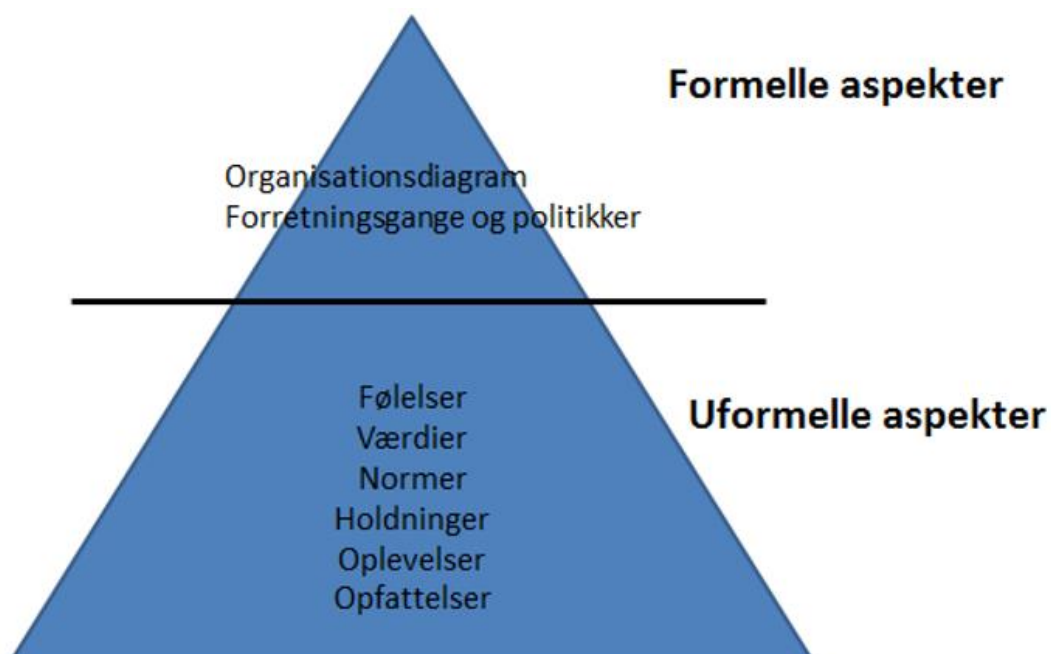 Formelle aspekter
Organisationsdiagram
Forretningsgange og politikker
Følelser
Værdier
Uformelle aspekter
Normer
Holdninger
Oplevelser
Opfattelser